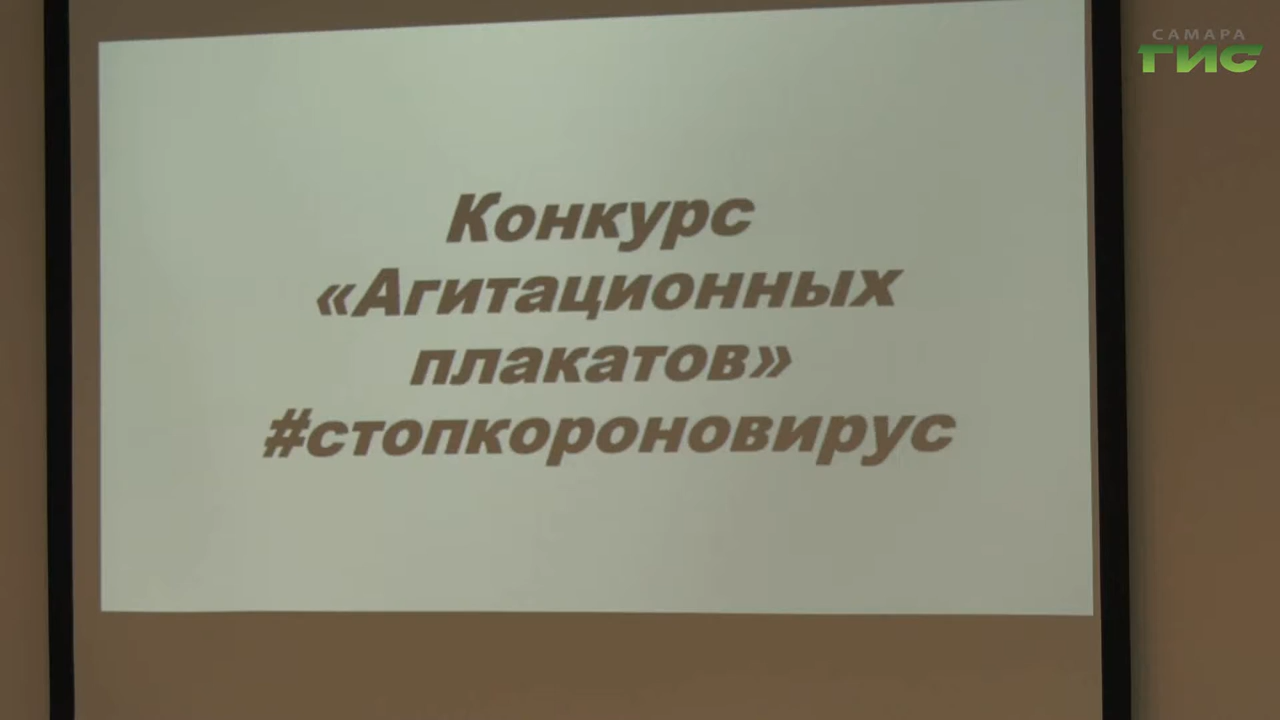 САМАРА
ГИС
Конкурс
«Агитационных
плакатов»
#стопкороновирус